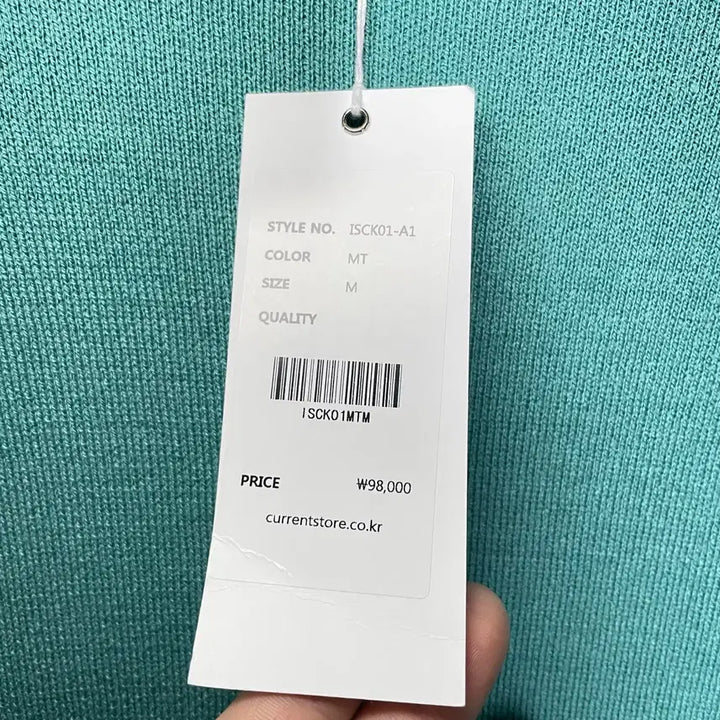 STYLE NO. ISCK01-A1
COLOR MT
SIZE M
QUALITY
ISCK01MTM
PRICE ₩98,000
currentstore.co.kr